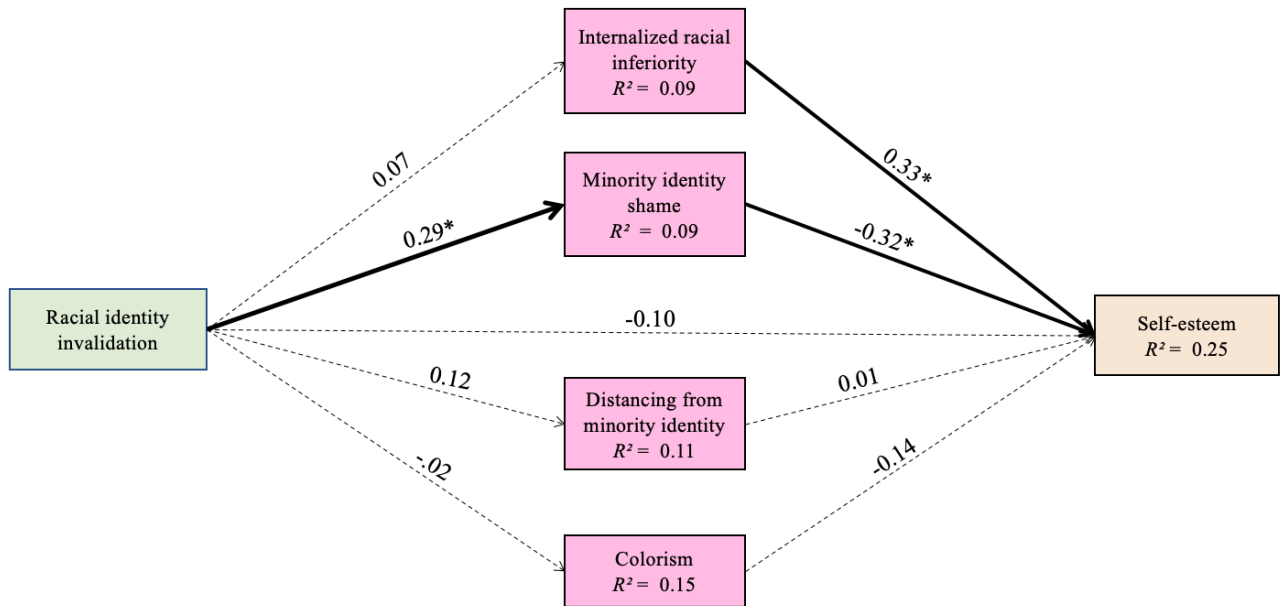 Internalized racial
inferiority
R² = 0.09
0.07
0.33*
Minority identity
shame
R² = 0.09
0.29*
-0.32*
Racial identity
invalidation
-0.10
Self-esteem
R² = 0.25
0.12
0.01
Distancing from
minority identity
R² = 0.11
-.02
-0.14
Colorism
R² = 0.15